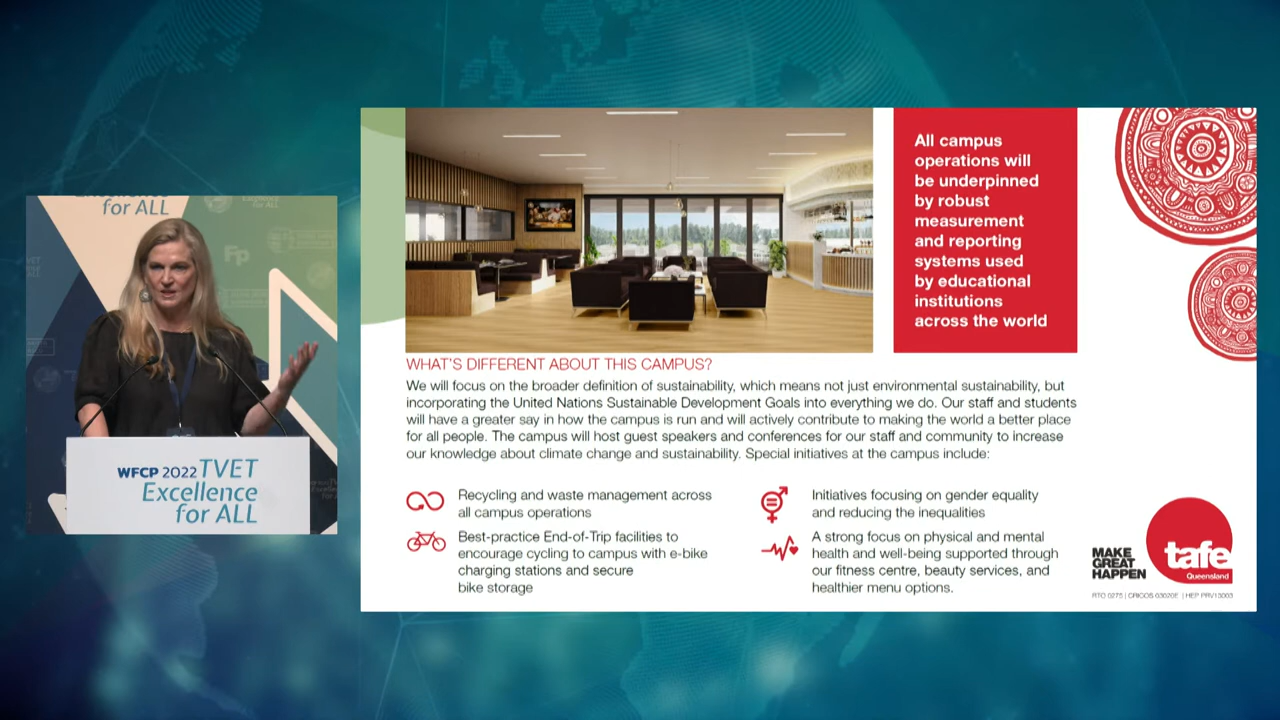 for ALL
Excellence
for ALL
Fp
WFCP 2022 TVET
Excellence
for ALL
All campus
operations will
be underpinned
by robust
measurement
and reporting
systems used
by educational
institutions
across the world
WHAT'S DIFFERENT ABOUT THIS CAMPUS?
We will focus on the broader definition of sustainability, which means not just environmental sustainability, but
incorporating the United Nations Sustainable Development Goals into everything we do. Our staff and students
will have a greater say in how the campus is run and will actively contribute to making the world a better place
for all people. The campus will host guest speakers and conferences for our staff and community to increase
our knowledge about climate change and sustainability. Special initiatives at the campus include:
Recycling and waste management across
all campus operations
Best-practice End-of-Trip facilities to
encourage cycling to campus with e-bike
charging stations and secure
bike storage
Initiatives focusing on gender equality
and reducing the inequalities
A strong focus on physical and mental
health and well-being supported through
our fitness centre, beauty services, and
healthier menu options.
MAKE
GREAT
HAPPEN
tafe
Queensland
RTO 0275 | CRICOS 03020E | HEP PRV13003